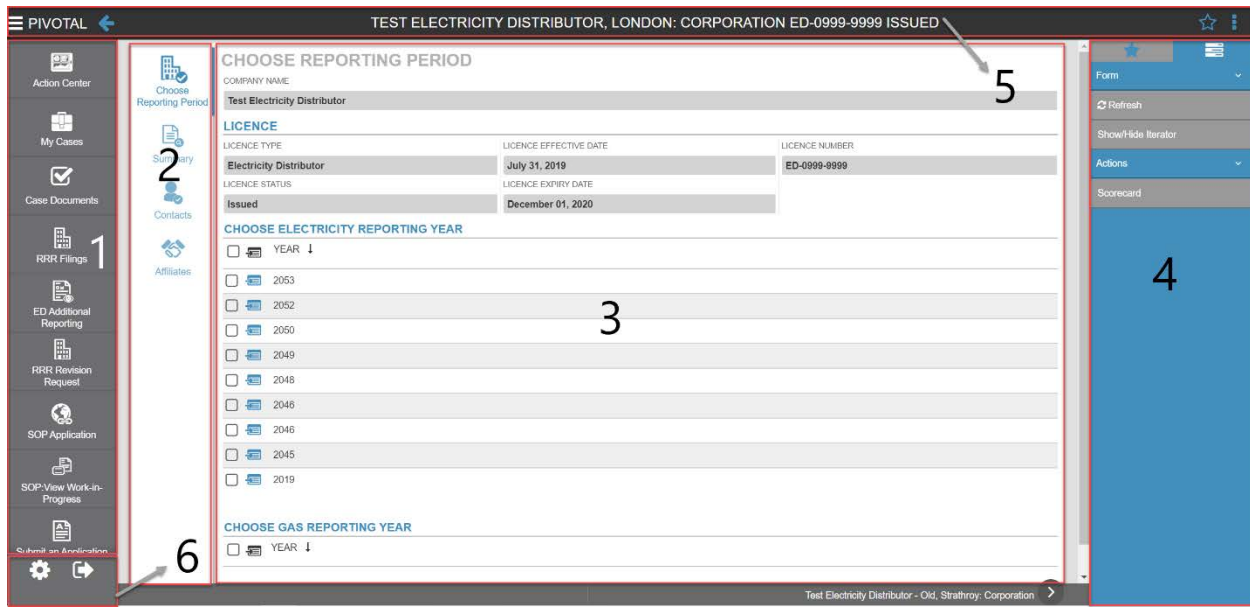 PIVOTAL
TEST ELECTRICITY DISTRIBUTOR, LONDON: CORPORATION ED-0999-9999 ISSUED
5
Action Center
My Cases
Case Documents
RRR Filings
1
ED Additional
Reporting
RRR Revision
Request
SOP Application
SOP:View Work-in-
Progress
Submit an Application
6
Choose
Reporting Period
Summary
2
Contacts
Affiliates
CHOOSE REPORTING PERIOD
COMPANY NAME
Test Electricity Distributor
LICENCE
LICENCE TYPE
LICENCE EFFECTIVE DATE
LICENCE NUMBER
Electricity Distributor
July 31, 2019
ED-0999-9999
LICENCE STATUS
LICENCE EXPIRY DATE
Issued
December 01, 2020
CHOOSE ELECTRICITY REPORTING YEAR
YEAR
2053
2052
2050
2049
2048
2046
2046
2045
2019
3
CHOOSE GAS REPORTING YEAR
YEAR
Form
Refresh
Show/Hide Iterator
Actions
Scorecard
4
Test Electricity Distributor - Old, Strathroy: Corporation